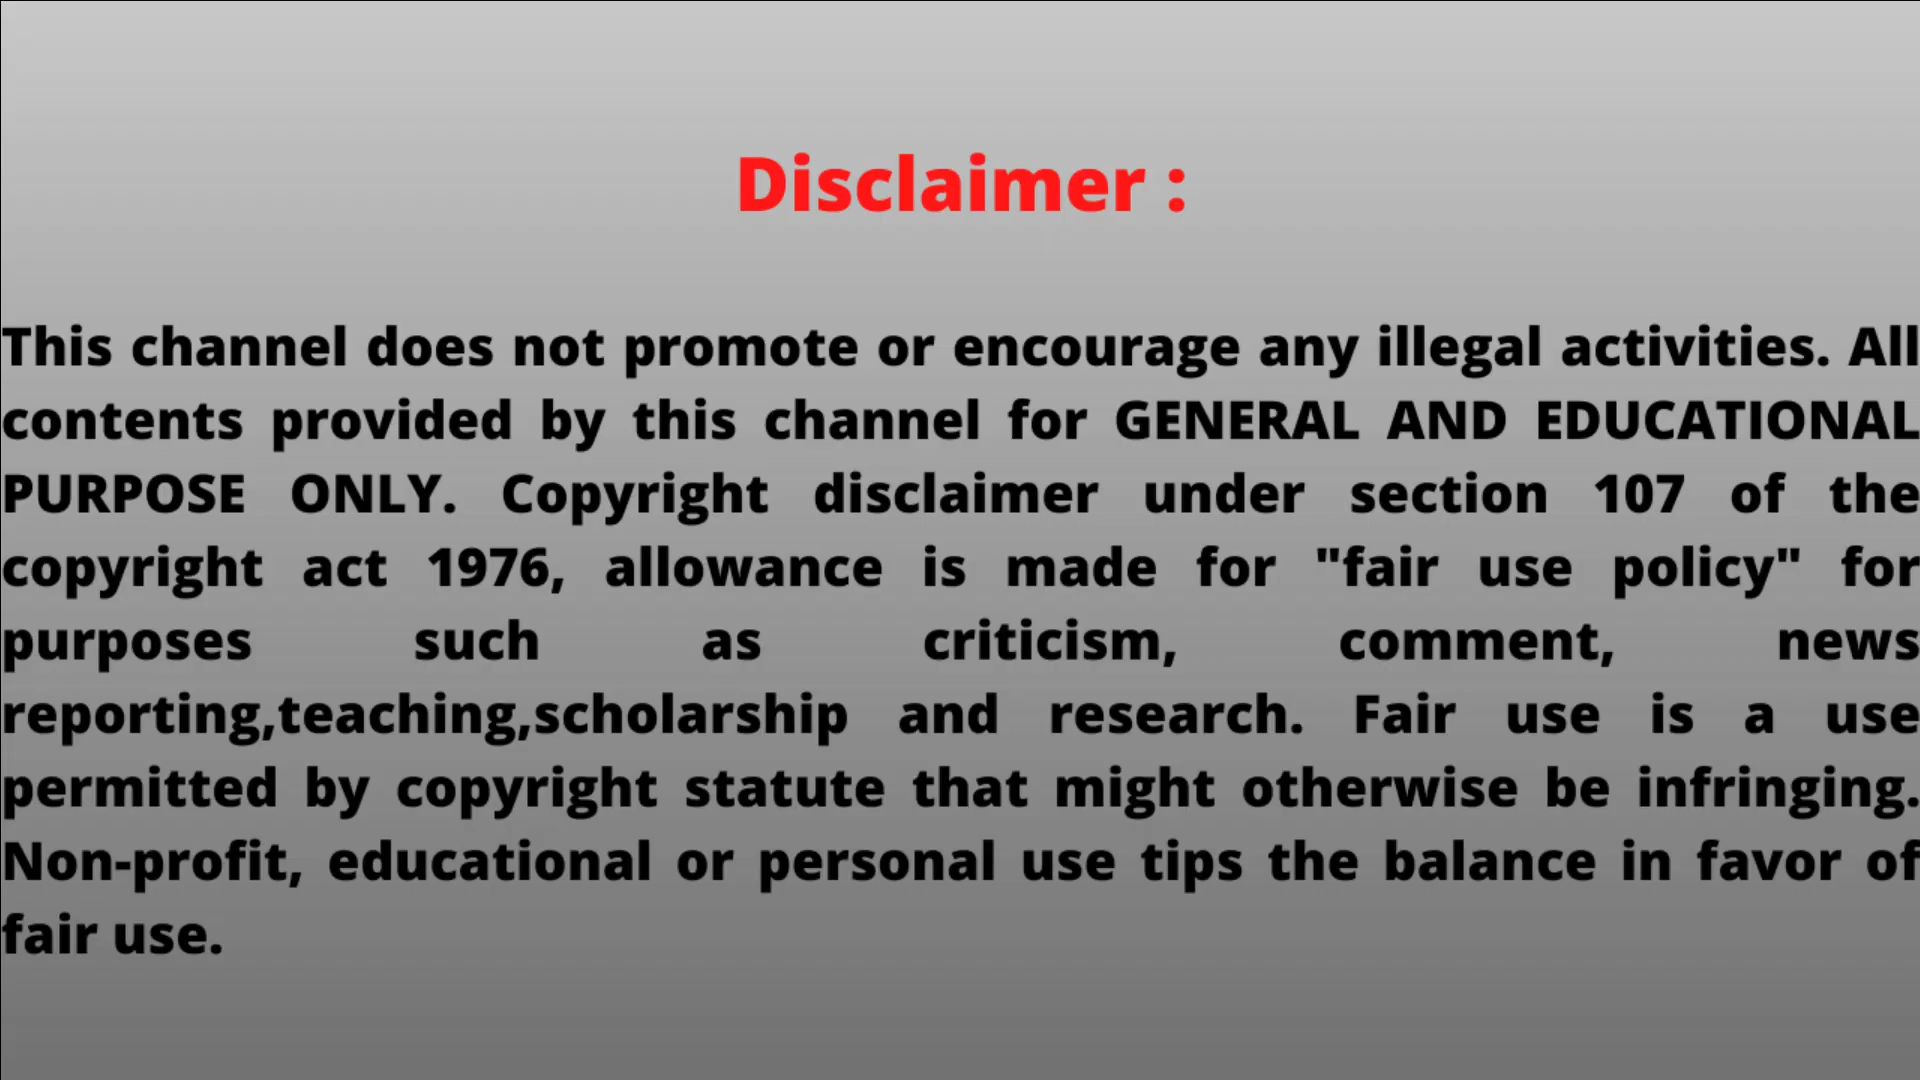 Disclaimer :
This channel does not promote or encourage any illegal activities. All
contents provided by this channel for GENERAL AND EDUCATIONAL
PURPOSE ONLY. Copyright disclaimer under section 107 of the
copyright act 1976, allowance is made for "fair use policy" for
purposes such as criticism, comment, news
reporting,teaching,scholarship and research. Fair use is a use
permitted by copyright statute that might otherwise be infringing.
Non-profit, educational or personal use tips the balance in favor of
fair use.